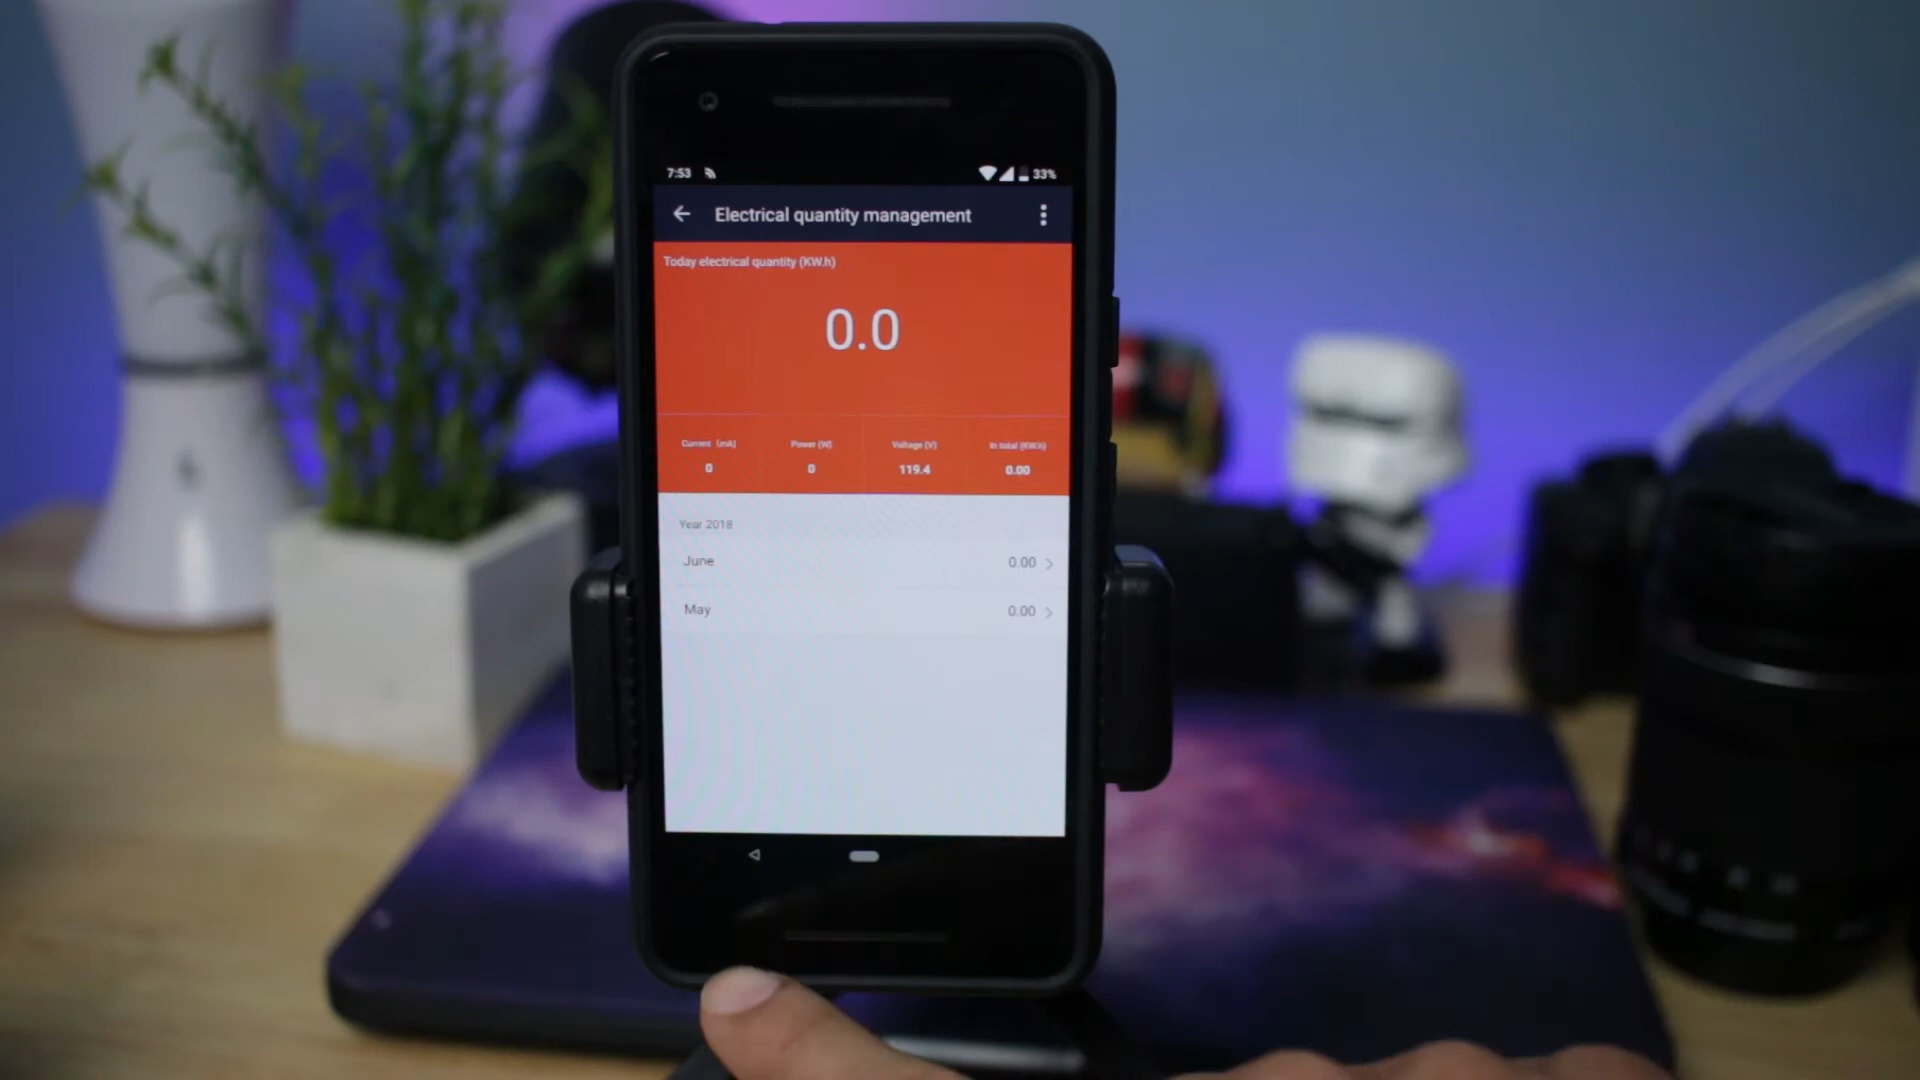 7:53 33%
Electrical quantity management
Today electrical quantity (KW.h)
0.0
Current (mA) Power (W) Voltage (V) In total (KW.h)
0 0 119.4 0.00
Year 2018
June 0.00
May 0.00